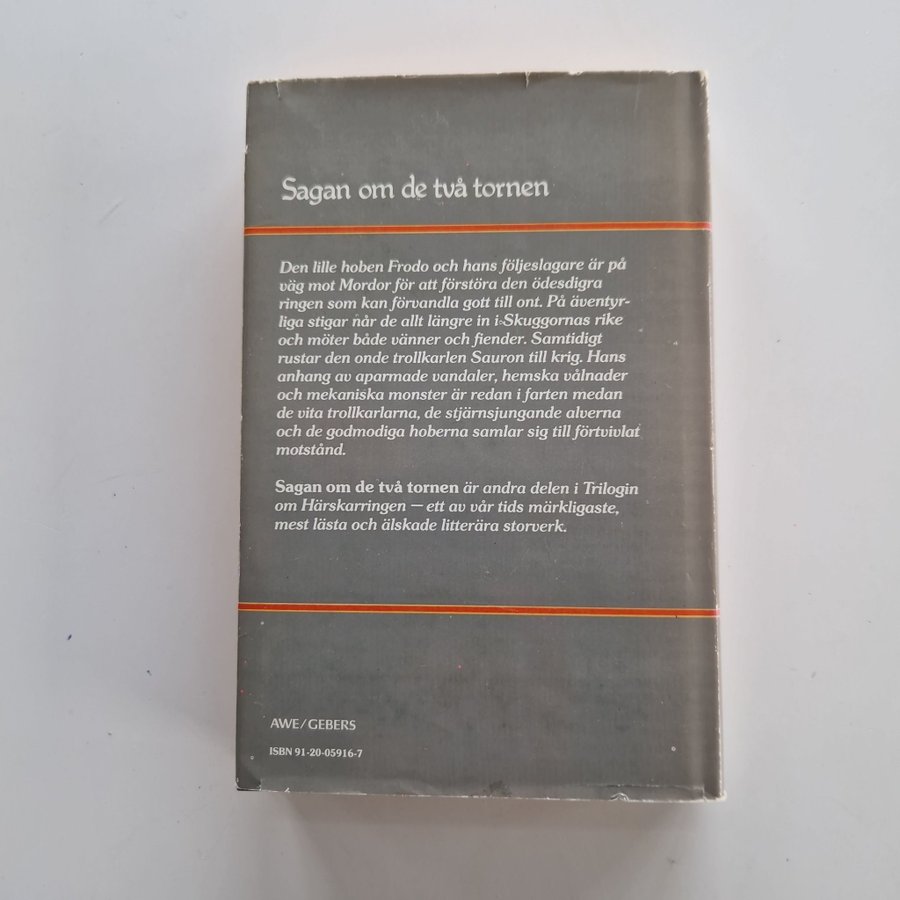 Sagan om de två tornen
Den lille hoben Frodo och hans följeslagare är på
väg mot Mordor för att förstöra den ödesdigra
ringen som kan förvandla gott till ont. På äventyr-
liga stigar når de allt längre in i Skuggornas rike
och möter både vänner och fiender. Samtidigt
rustar den onde trollkarlen Sauron till krig. Hans
anhang av aparmade vandaler, hemska vålnader
och mekaniska monster är redan i farten medan
de vita trollkarlarna, de stjärnsjungande alverna
och de godmodiga hoberna samlar sig till förtvivlat
motstånd.
Sagan om de två tornen är andra delen i Trilogin
om Härskarringen — ett av vår tids märkligaste,
mest lästa och älskade litterära storverk.
AWE/GEBERS
ISBN 91-20-05916-7